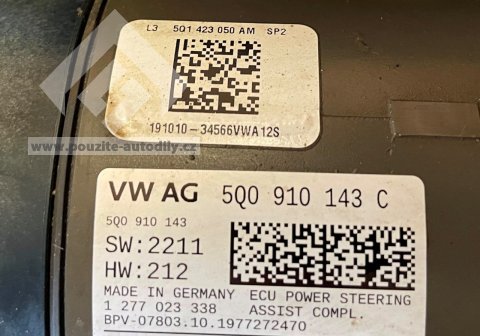 L3 5Q1 423 050 AM SP2
191010-34566VWA12S
www.pouzite-autodily.cz
VW AG 5Q0 910 143 C
5Q0 910 143
SW:2211
HW:212
MADE IN GERMANY ECU POWER STEERING
1 277 023 338 ASSIST COMPL.
BPV-07803.10.1977272470